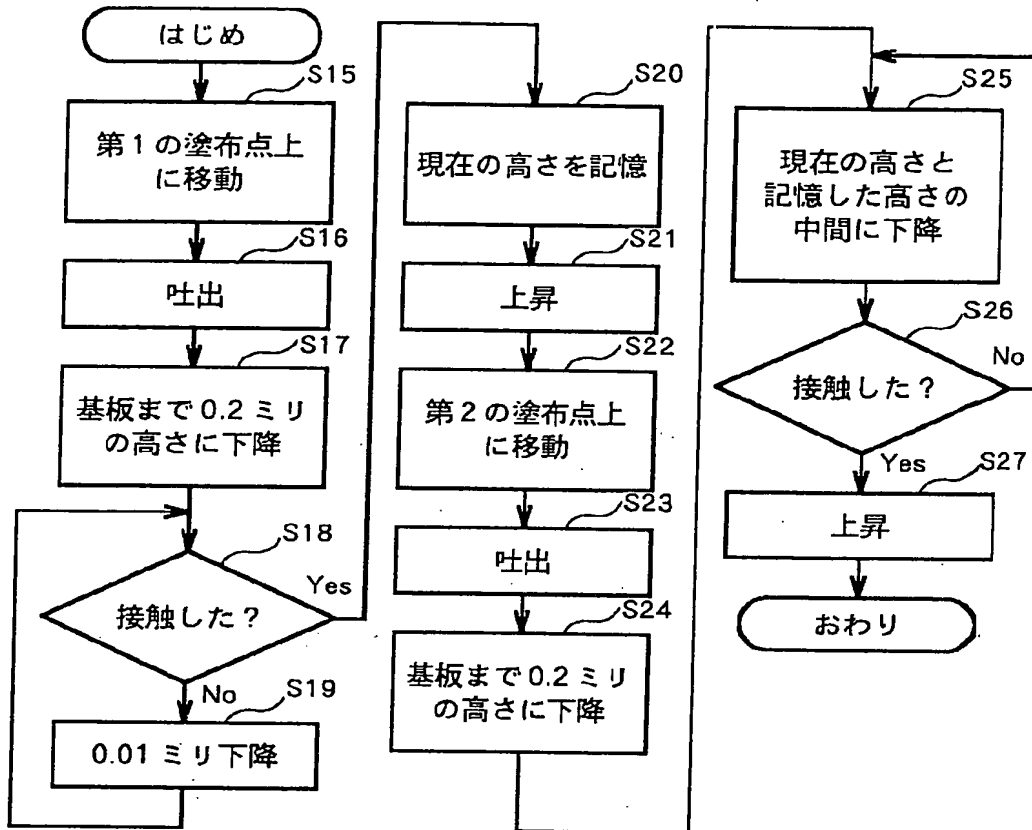 はじめ
S15
第1の塗布点上
に移動
S16
吐出
S17
基板まで0.2ミリ
の高さに下降
S18
接触した？
Yes
No
S19
0.01ミリ下降
S20
現在の高さを記憶
S21
上昇
S22
第2の塗布点上
に移動
S23
吐出
S24
基板まで0.2ミリ
の高さに下降
S25
現在の高さと
記憶した高さの
中間に下降
S26
接触した？
No
Yes
S27
上昇
おわり